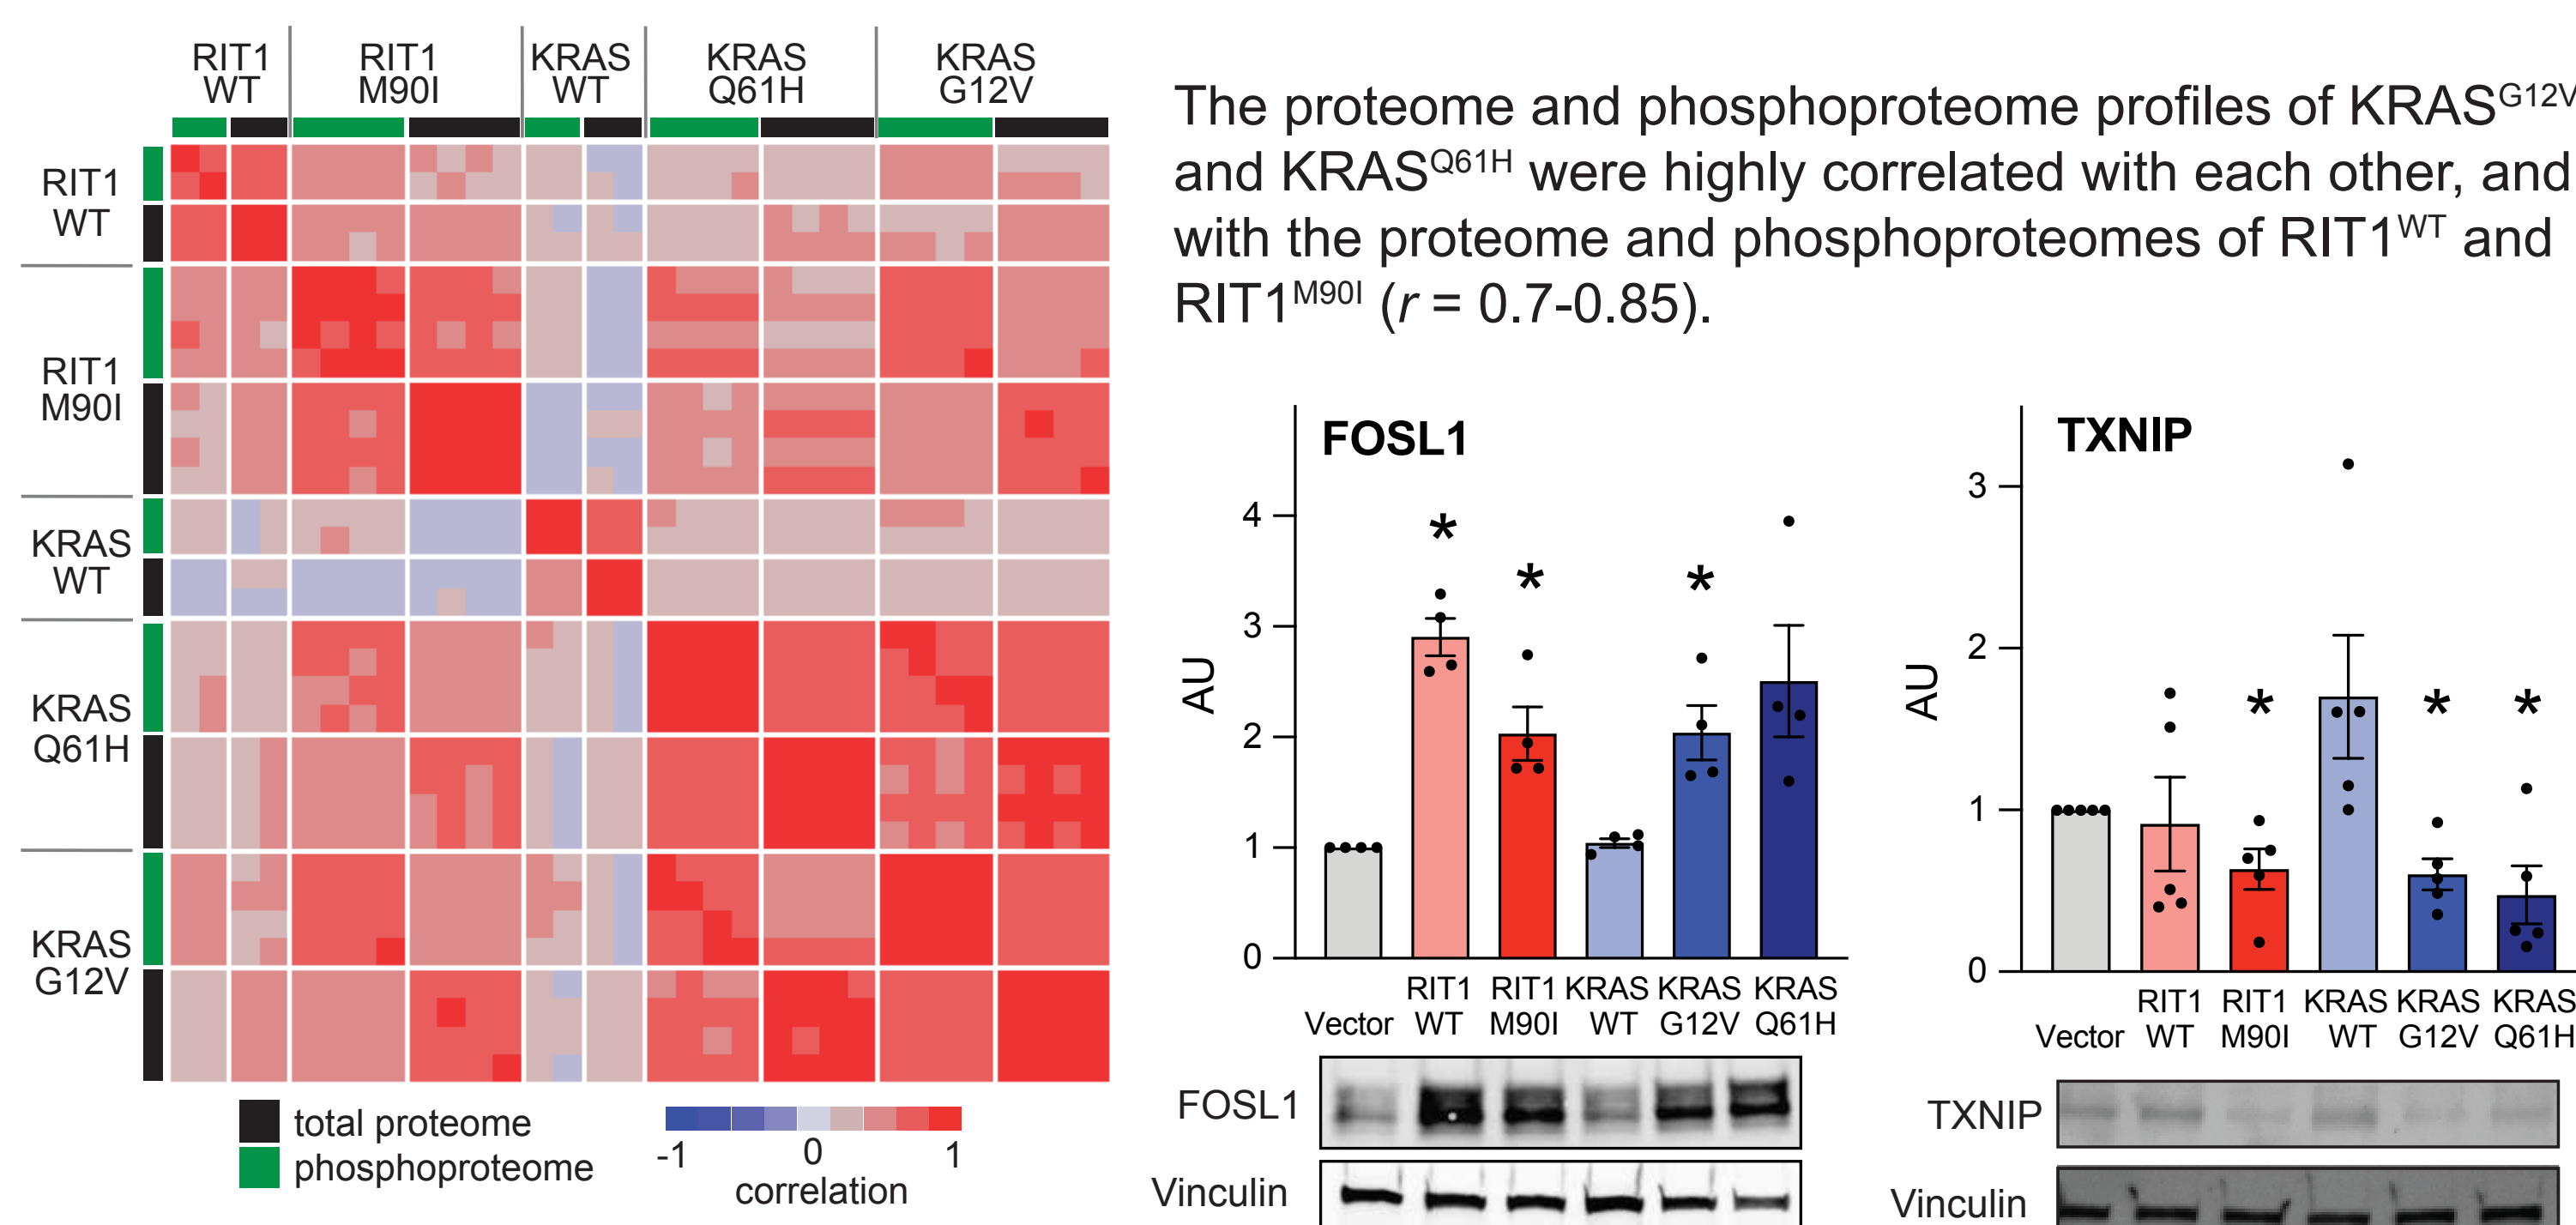 RIT1 WT
RIT1 M90I
KRAS WT
KRAS Q61H
KRAS G12V
RIT1 WT
RIT1 M90I
KRAS WT
KRAS Q61H
KRAS G12V
total proteome
phosphoproteome
-1 0 1
correlation
The proteome and phosphoproteome profiles of KRASG12V
and KRASQ61H were highly correlated with each other, and
with the proteome and phosphoproteomes of RIT1WT and
RIT1M90I (r = 0.7-0.85).
FOSL1
AU
4
3
2
1
0
* * *
Vector
RIT1 WT
RIT1 M90I
KRAS WT
KRAS G12V
KRAS Q61H
FOSL1
Vinculin
TXNIP
AU
3
2
1
0
* * *
Vector
RIT1 WT
RIT1 M90I
KRAS WT
KRAS G12V
KRAS Q61H
TXNIP
Vinculin